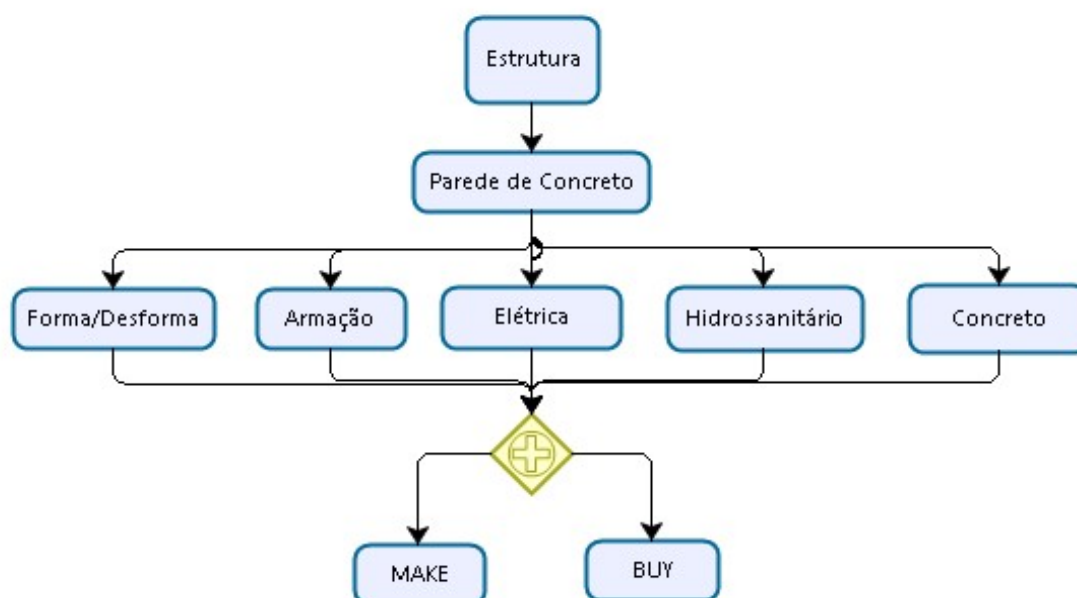 Estrutura
Parede de Concreto
Forma/Desforma
Armação
Elétrica
Hidrossanitário
Concreto
MAKE
BUY